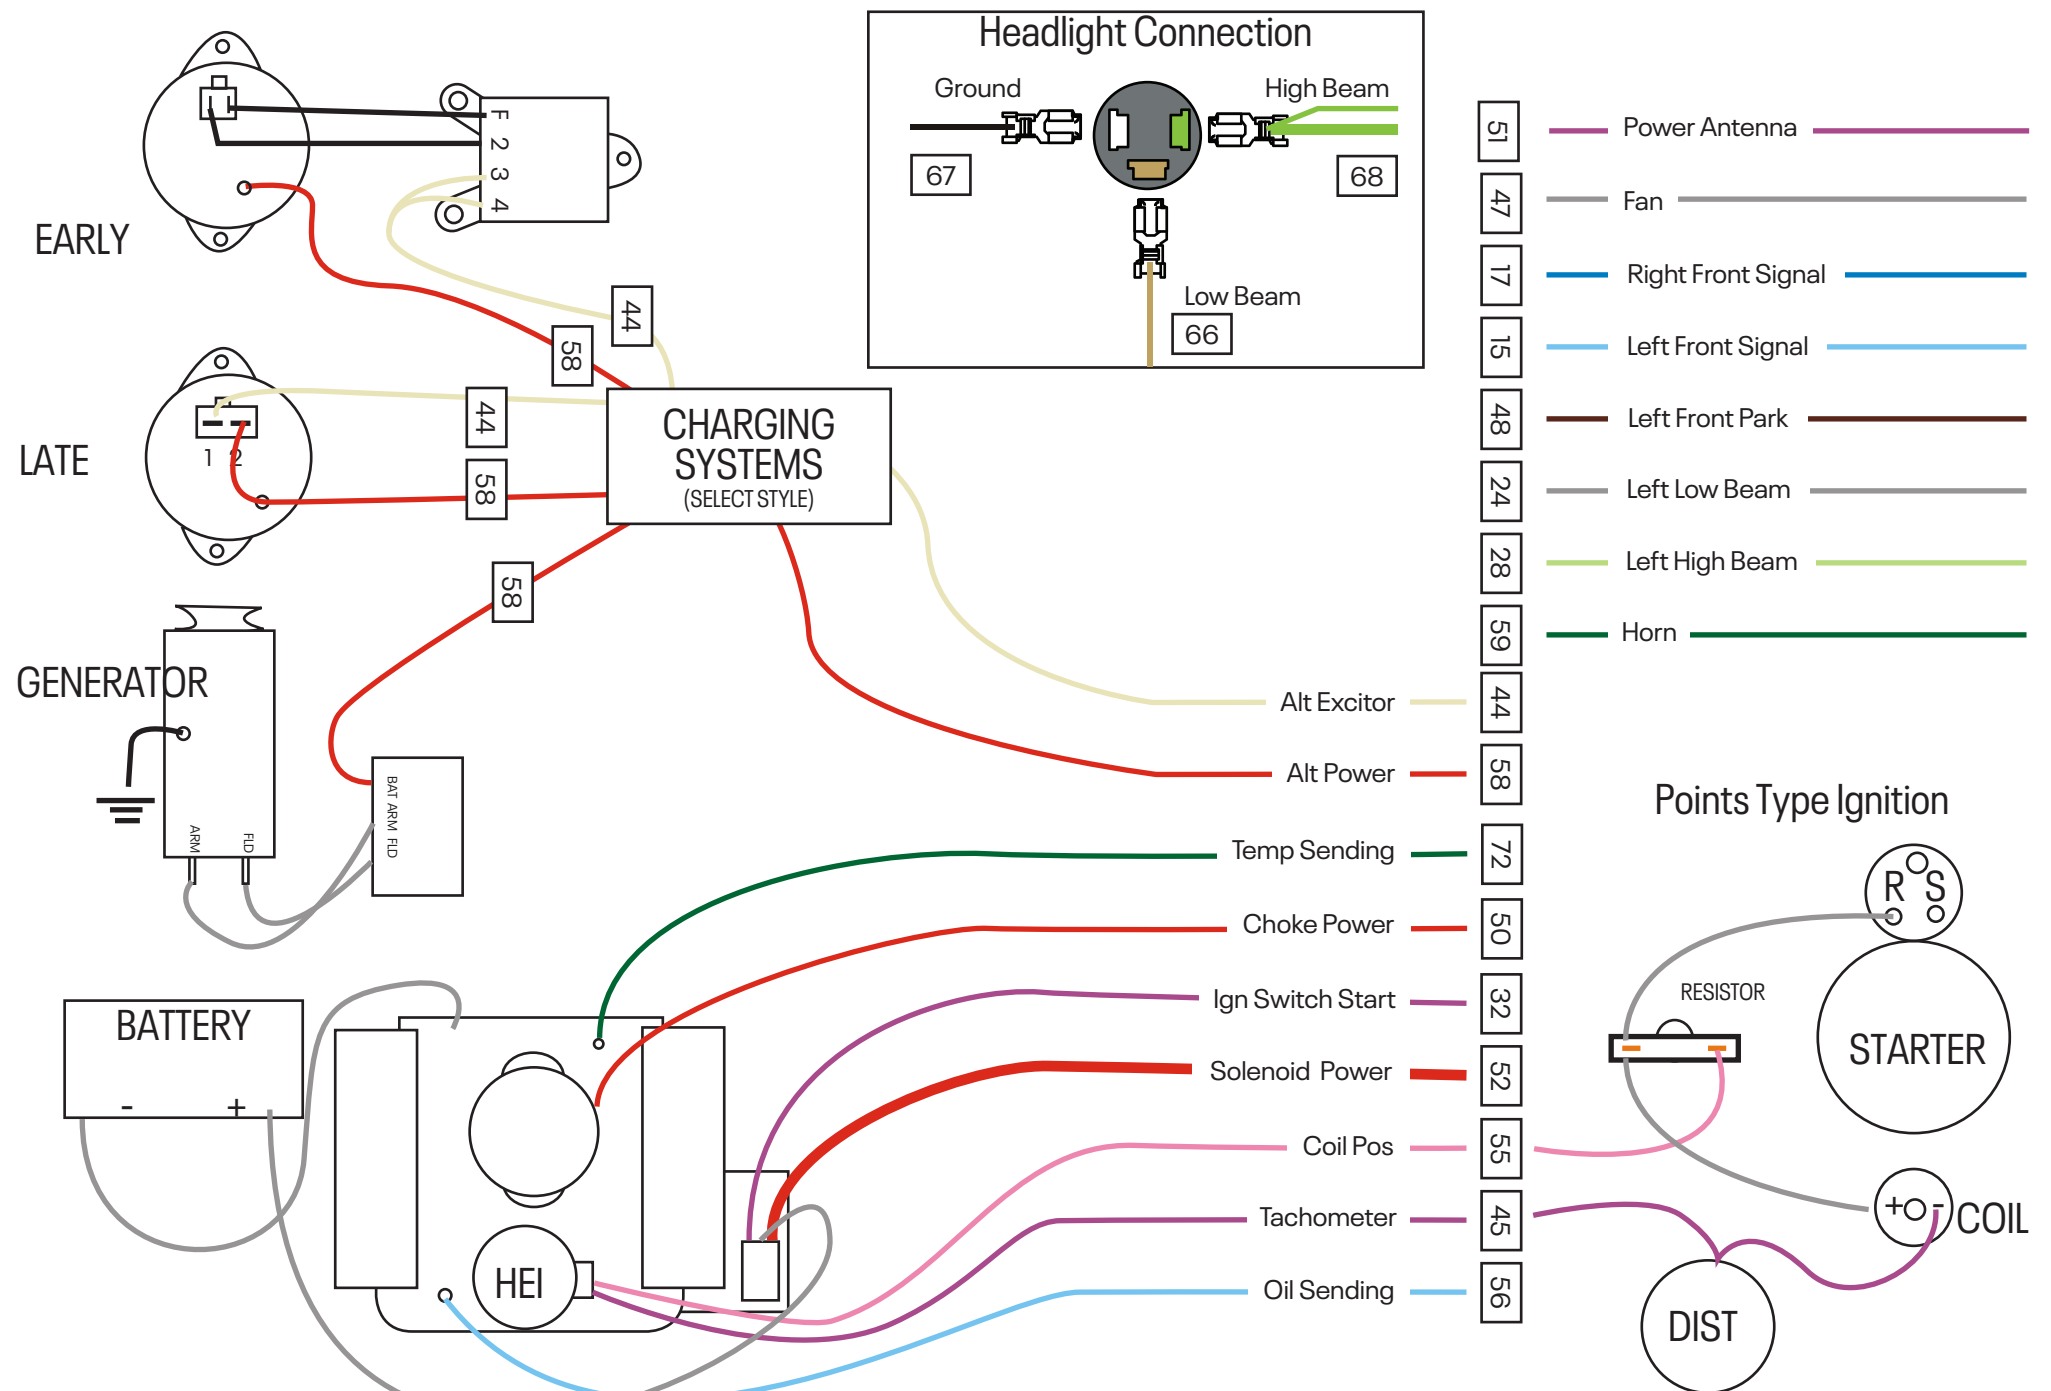 Headlight Connection
Ground
High Beam
67
68
Low Beam
66
F
2
3
4
EARLY
44
58
LATE
1 2
44
58
CHARGING
SYSTEMS
(SELECT STYLE)
58
GENERATOR
ARM
FLD
BAT ARM FLD
BATTERY
- +
HEI
51 Power Antenna
47 Fan
17 Right Front Signal
15 Left Front Signal
48 Left Front Park
24 Left Low Beam
28 Left High Beam
59 Horn
Alt Excitor 44
Alt Power 58
Temp Sending 72
Choke Power 50
Ign Switch Start 32
Solenoid Power 52
Coil Pos 55
Tachometer 45
Oil Sending 56
Points Type Ignition
R S
RESISTOR
STARTER
+ -
COIL
DIST